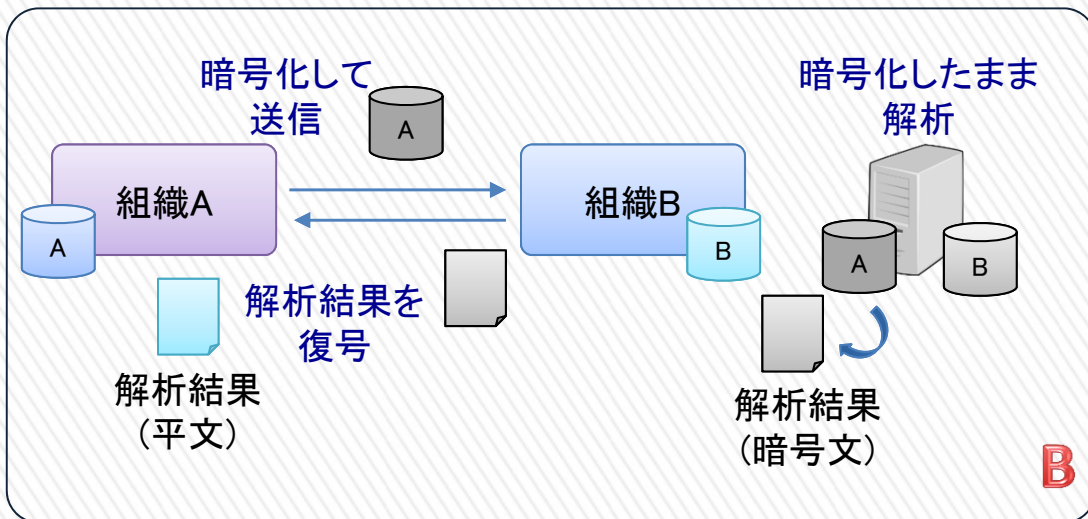 暗号化して
送信
A
暗号化したまま
解析
組織A
組織B
A
B
A
B
解析結果を
復号
解析結果
(平文)
解析結果
(暗号文)
B